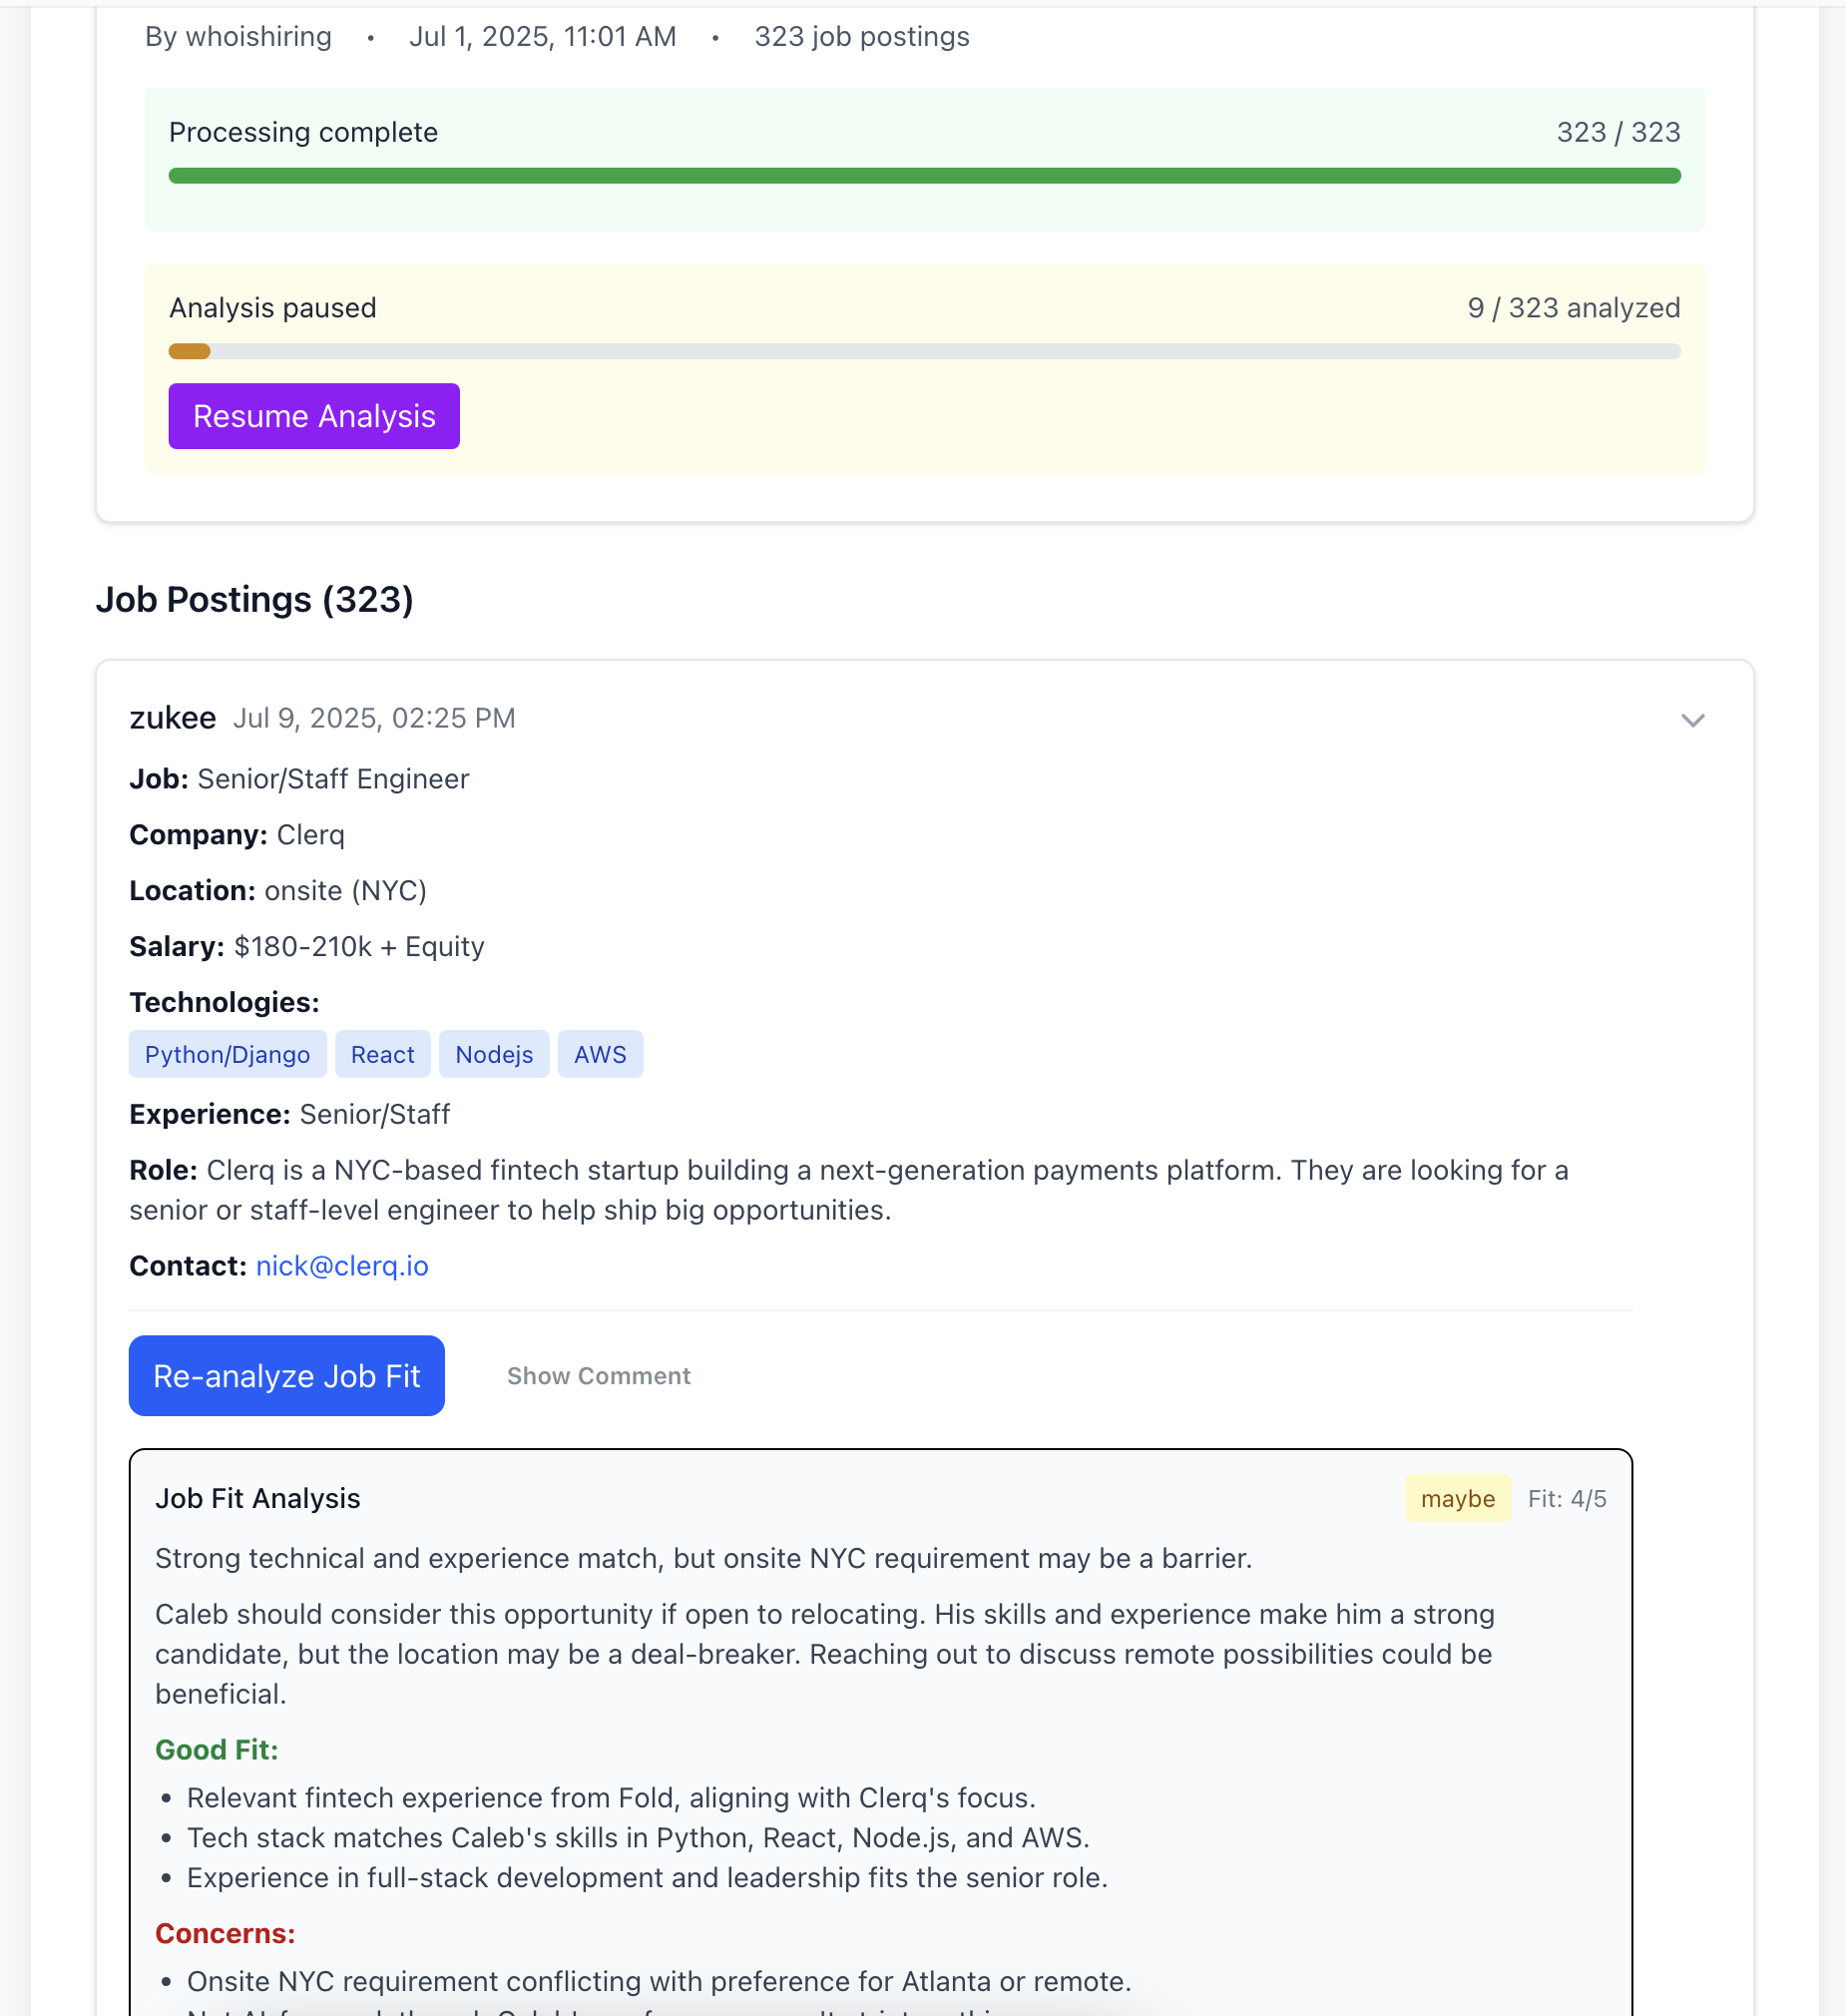 By whoishiring • Jul 1, 2025, 11:01 AM • 323 job postings
Processing complete 323 / 323
Analysis paused 9 / 323 analyzed
Resume Analysis
Job Postings (323)
zukee Jul 9, 2025, 02:25 PM
Job: Senior/Staff Engineer
Company: Clerq
Location: onsite (NYC)
Salary: $180-210k + Equity
Technologies:
Python/Django React Nodejs AWS
Experience: Senior/Staff
Role: Clerq is a NYC-based fintech startup building a next-generation payments platform. They are looking for a
senior or staff-level engineer to help ship big opportunities.
Contact: nick@clerq.io
Re-analyze Job Fit Show Comment
Job Fit Analysis maybe Fit: 4/5
Strong technical and experience match, but onsite NYC requirement may be a barrier.
Caleb should consider this opportunity if open to relocating. His skills and experience make him a strong
candidate, but the location may be a deal-breaker. Reaching out to discuss remote possibilities could be
beneficial.
Good Fit:
• Relevant fintech experience from Fold, aligning with Clerq's focus.
• Tech stack matches Caleb's skills in Python, React, Node.js, and AWS.
• Experience in full-stack development and leadership fits the senior role.
Concerns:
• Onsite NYC requirement conflicting with preference for Atlanta or remote.